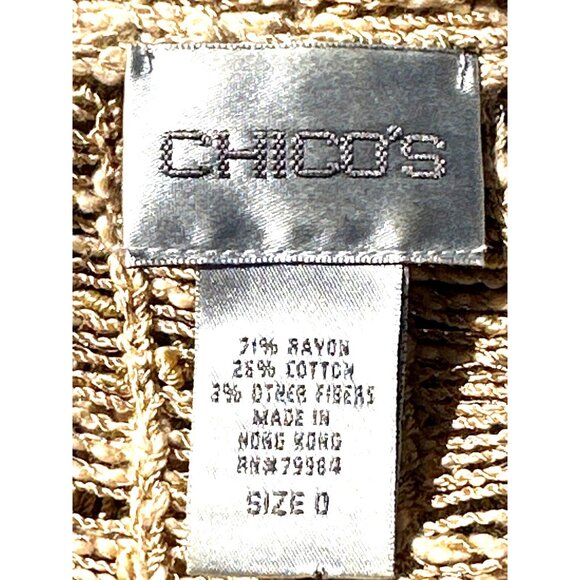 CHICO'S
71% RAYON
26% COTTON
3% OTHER FIBERS
MADE IN
HONG KONG
RN#79984
SIZE 0